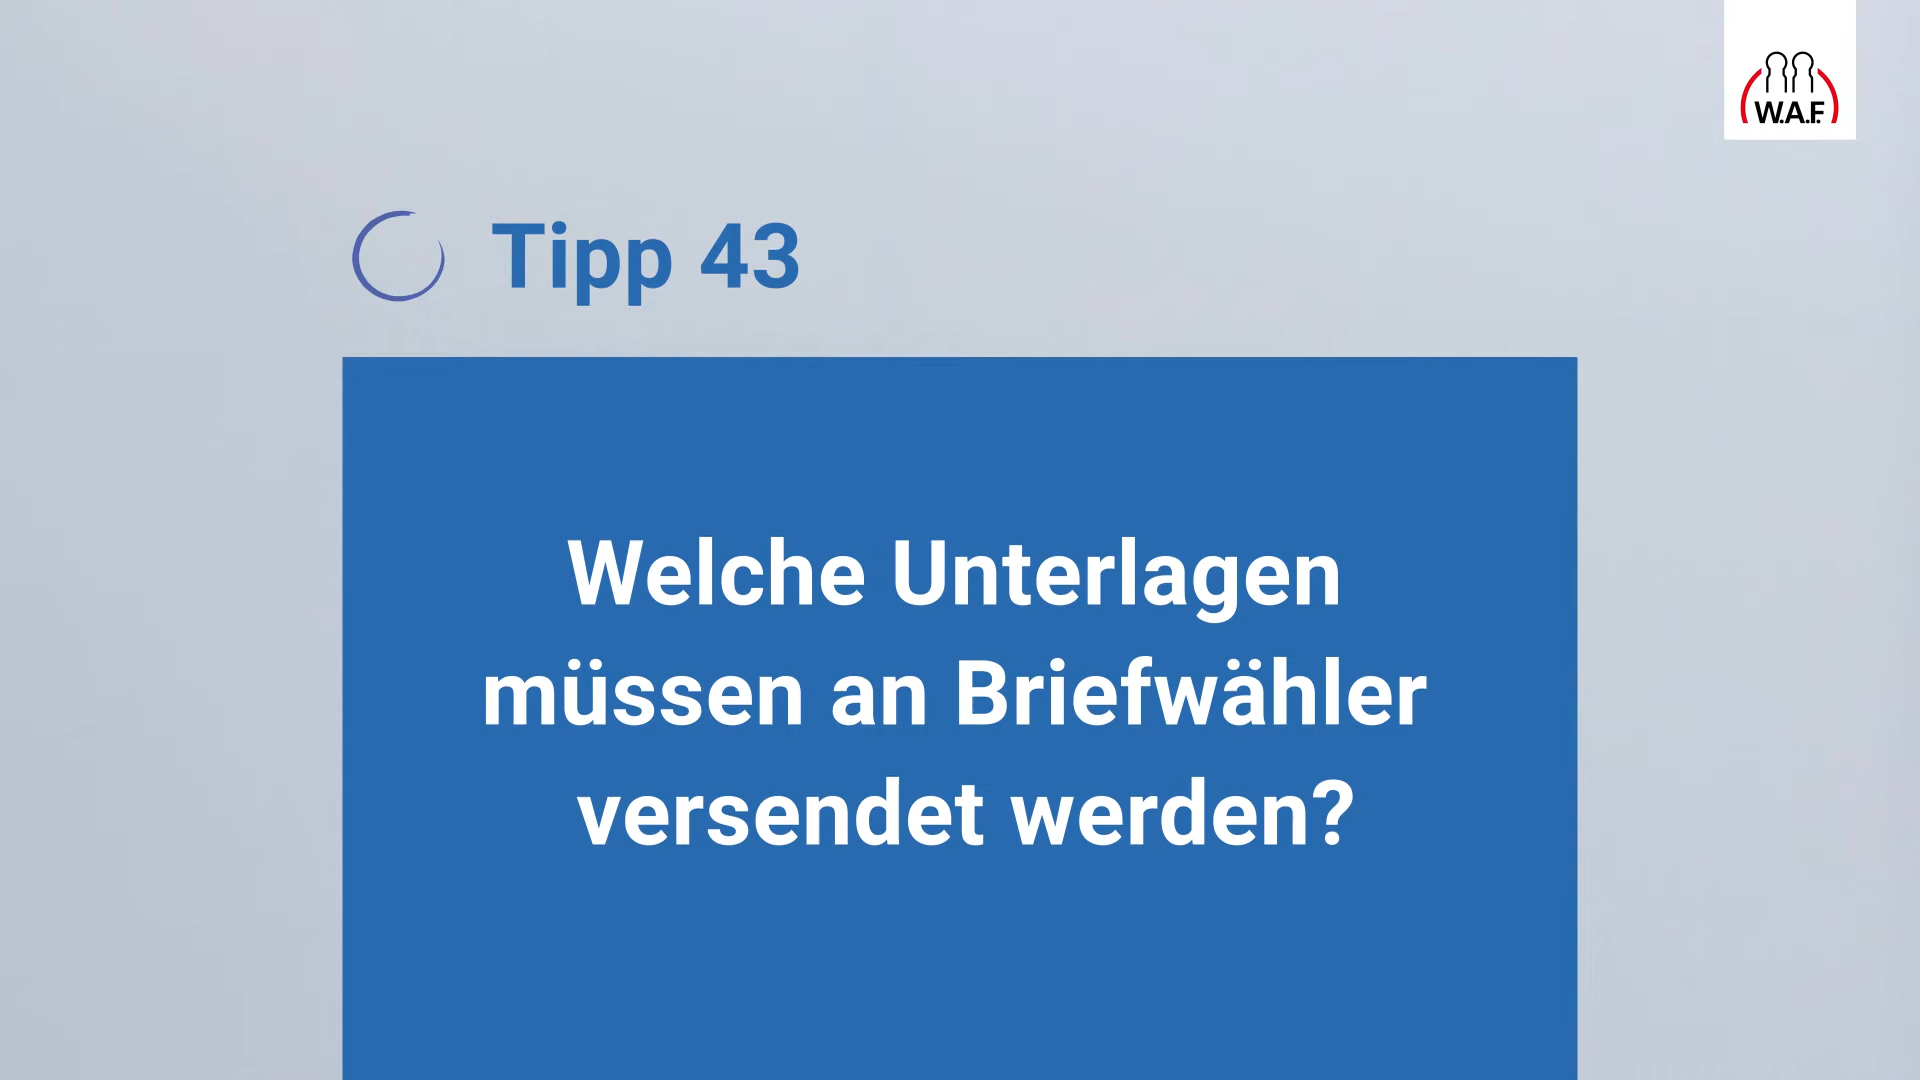 W.A.F.
Tipp 43
Welche Unterlagen
müssen an Briefwähler
versendet werden?